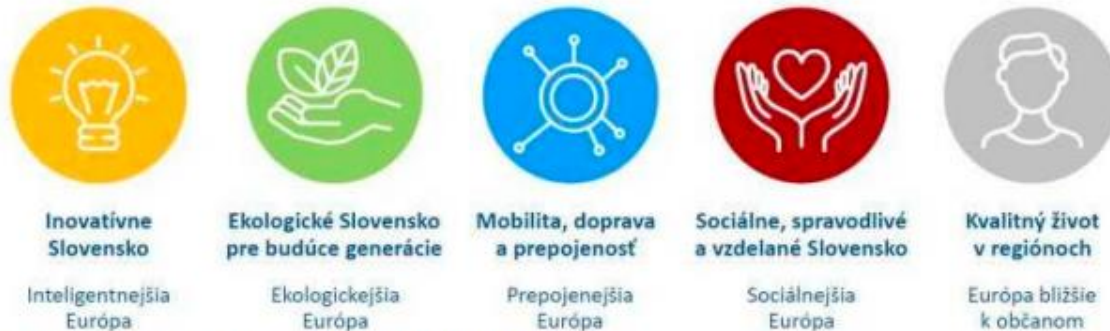 Inovatívne
Slovensko
Inteligentnejšia
Európa
Ekologické Slovensko
pre budúce generácie
Ekologickejšia
Európa
Mobilita, doprava
a prepojenosť
Prepojenejšia
Európa
Sociálne, spravodlivé
a vzdelané Slovensko
Sociálnejšia
Európa
Kvalitný život
v regiónoch
Európa bližšie
k občanom